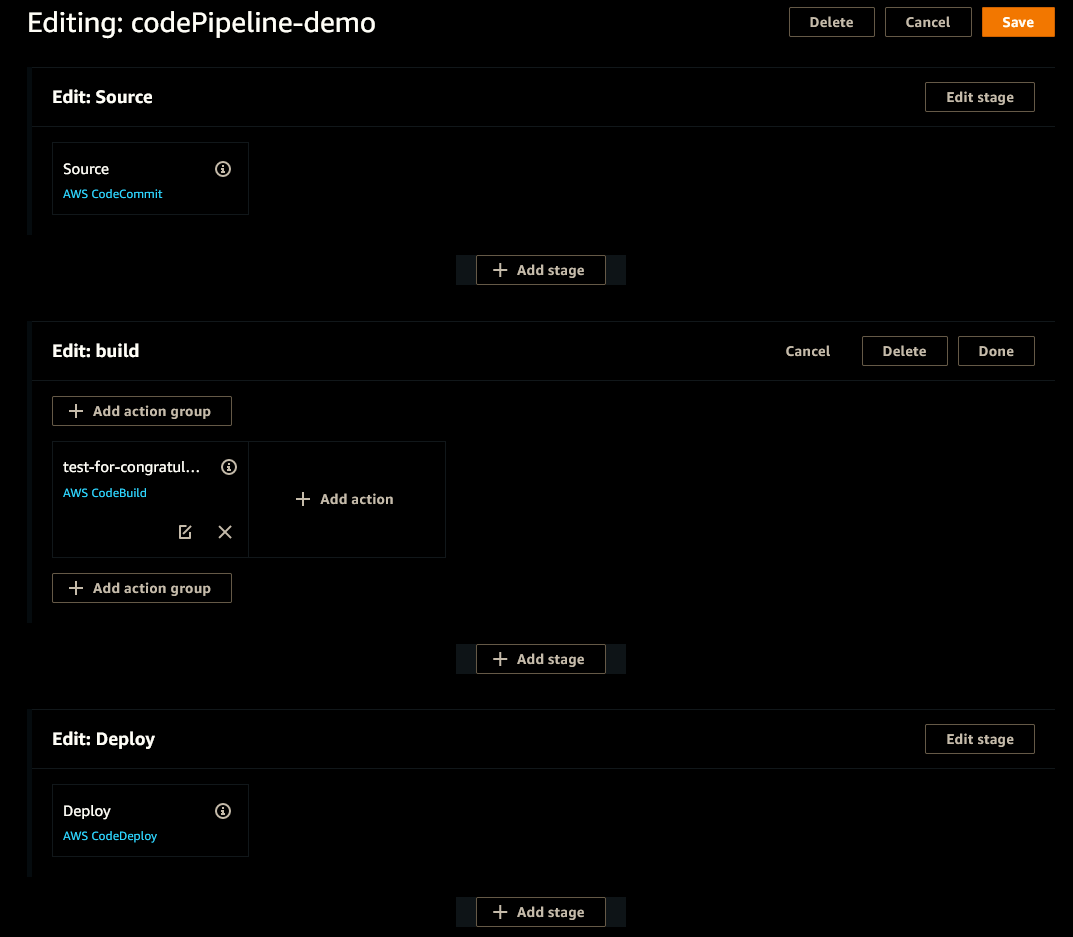 Editing: codePipeline-demo
Delete
Cancel
Save
Edit: Source
Edit stage
Source
AWS CodeCommit
Add stage
Edit: build
Cancel
Delete
Done
Add action group
test-for-congratul...
AWS CodeBuild
Add action
Add action group
Add stage
Edit: Deploy
Edit stage
Deploy
AWS CodeDeploy
Add stage